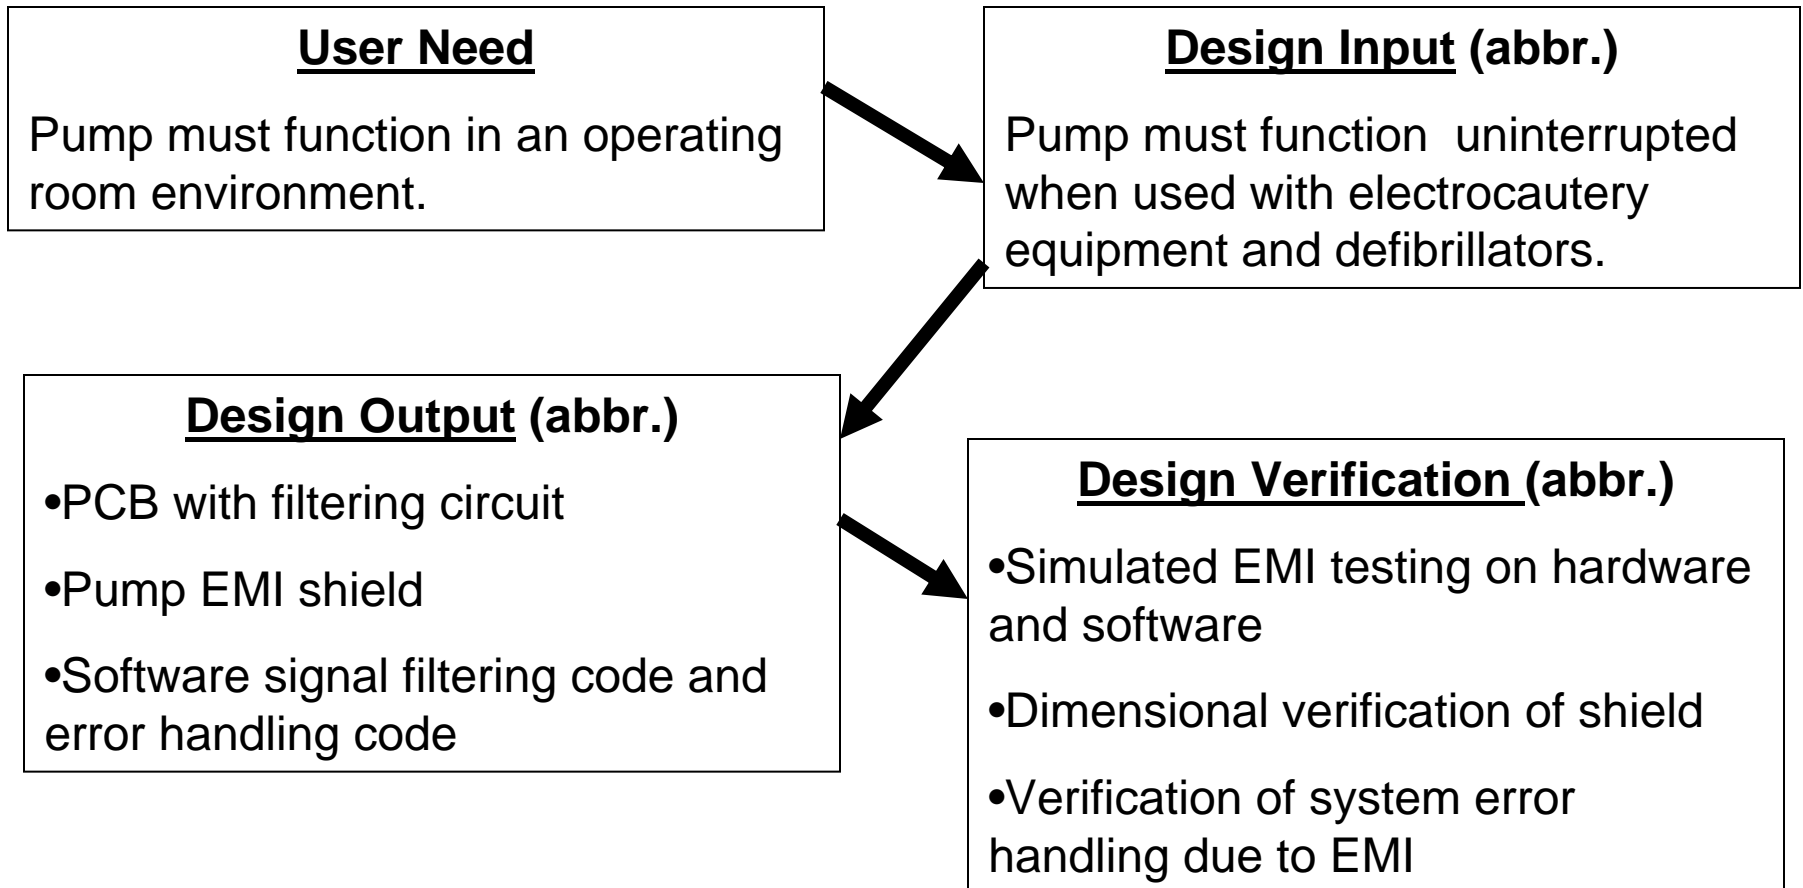 User Need
Pump must function in an operating
room environment.
Design Input (abbr.)
Pump must function  uninterrupted
when used with electrocautery
equipment and defibrillators.
Design Output (abbr.)
•PCB with filtering circuit
•Pump EMI shield
•Software signal filtering code and
error handling code
Design Verification (abbr.)
•Simulated EMI testing on hardware
and software
•Dimensional verification of shield
•Verification of system error
handling due to EMI